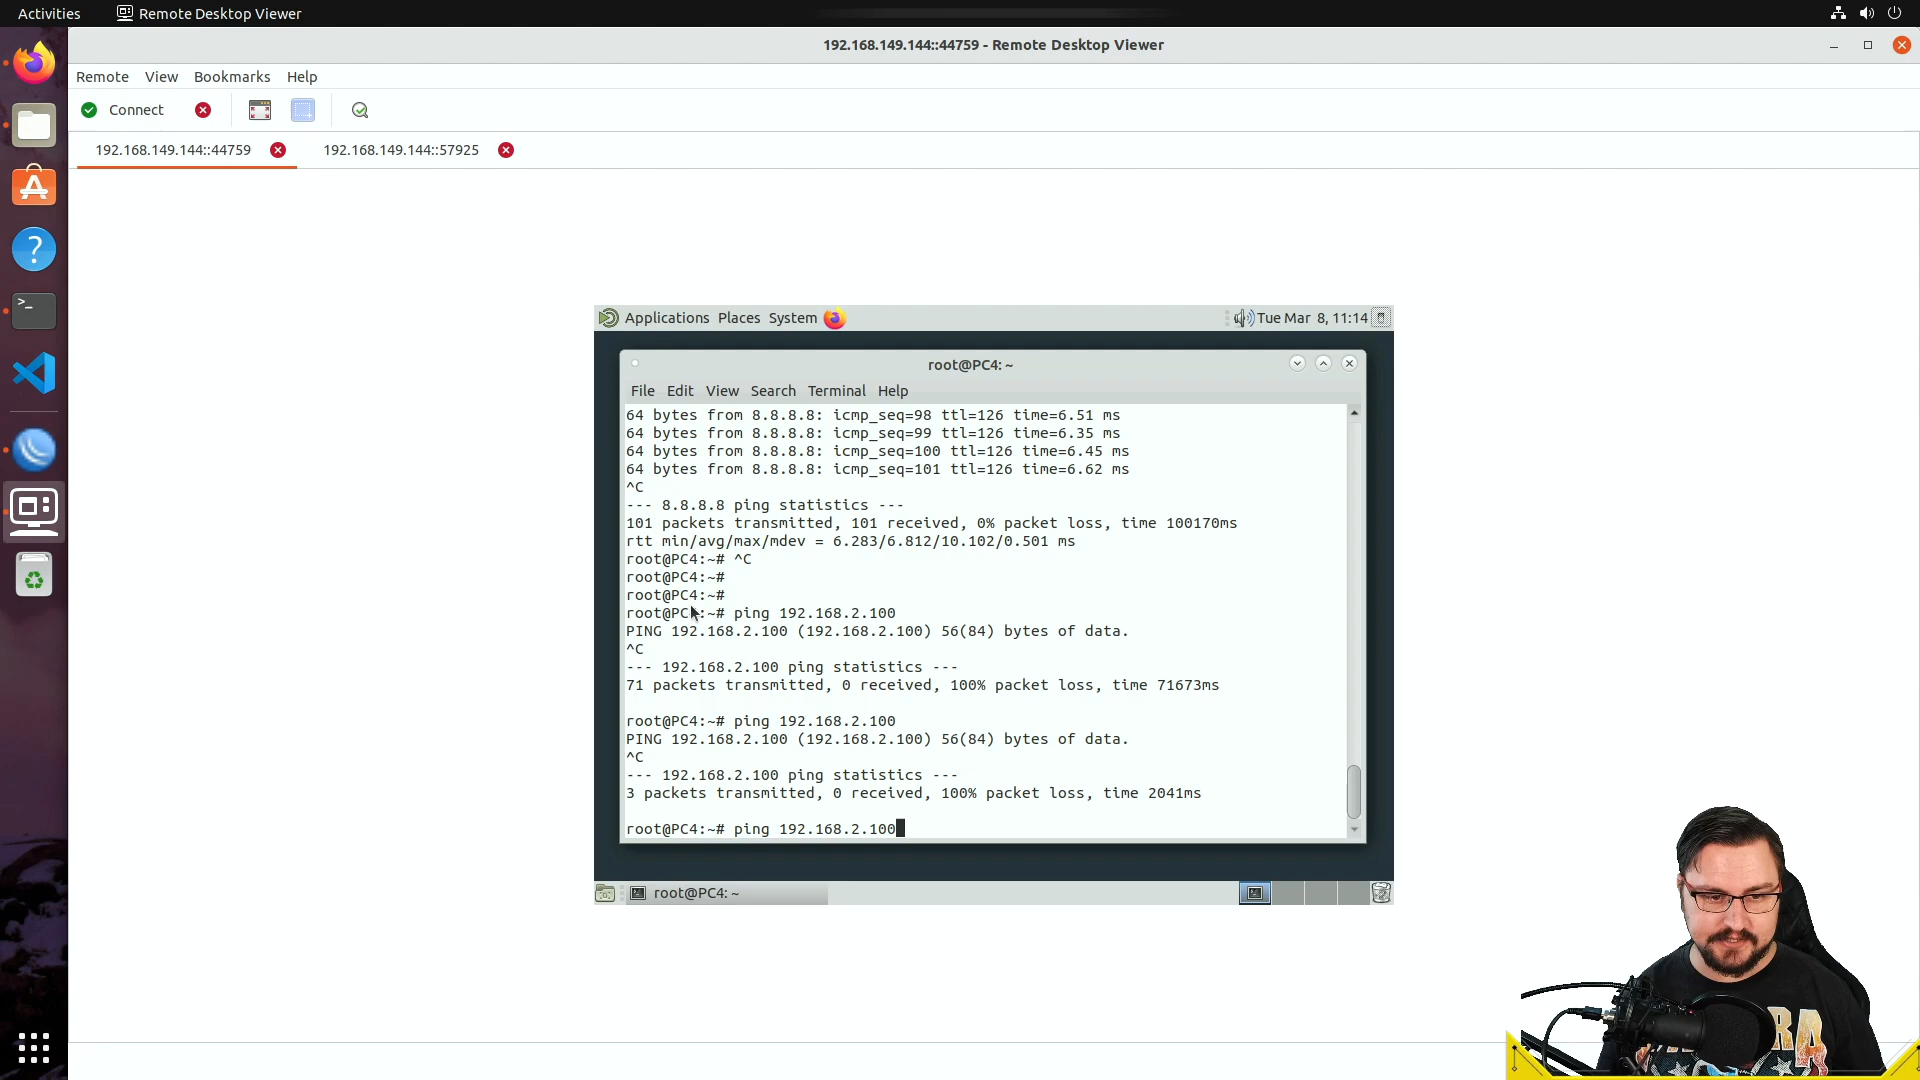 Activities
Remote Desktop Viewer
192.168.149.144::44759 - Remote Desktop Viewer
Remote View Bookmarks Help
Connect
192.168.149.144::44759
192.168.149.144::57925
Applications Places System
Tue Mar 8, 11:14
root@PC4: ~
File Edit View Search Terminal Help
64 bytes from 8.8.8.8: icmp_seq=98 ttl=126 time=6.51 ms
64 bytes from 8.8.8.8: icmp_seq=99 ttl=126 time=6.35 ms
64 bytes from 8.8.8.8: icmp_seq=100 ttl=126 time=6.45 ms
64 bytes from 8.8.8.8: icmp_seq=101 ttl=126 time=6.62 ms
^C
--- 8.8.8.8 ping statistics ---
101 packets transmitted, 101 received, 0% packet loss, time 100170ms
rtt min/avg/max/mdev = 6.283/6.812/10.102/0.501 ms
root@PC4:~# ^C
root@PC4:~#
root@PC4:~#
root@PC4:~# ping 192.168.2.100
PING 192.168.2.100 (192.168.2.100) 56(84) bytes of data.
^C
--- 192.168.2.100 ping statistics ---
71 packets transmitted, 0 received, 100% packet loss, time 71673ms
root@PC4:~# ping 192.168.2.100
PING 192.168.2.100 (192.168.2.100) 56(84) bytes of data.
^C
--- 192.168.2.100 ping statistics ---
3 packets transmitted, 0 received, 100% packet loss, time 2041ms
root@PC4:~# ping 192.168.2.100
root@PC4: ~